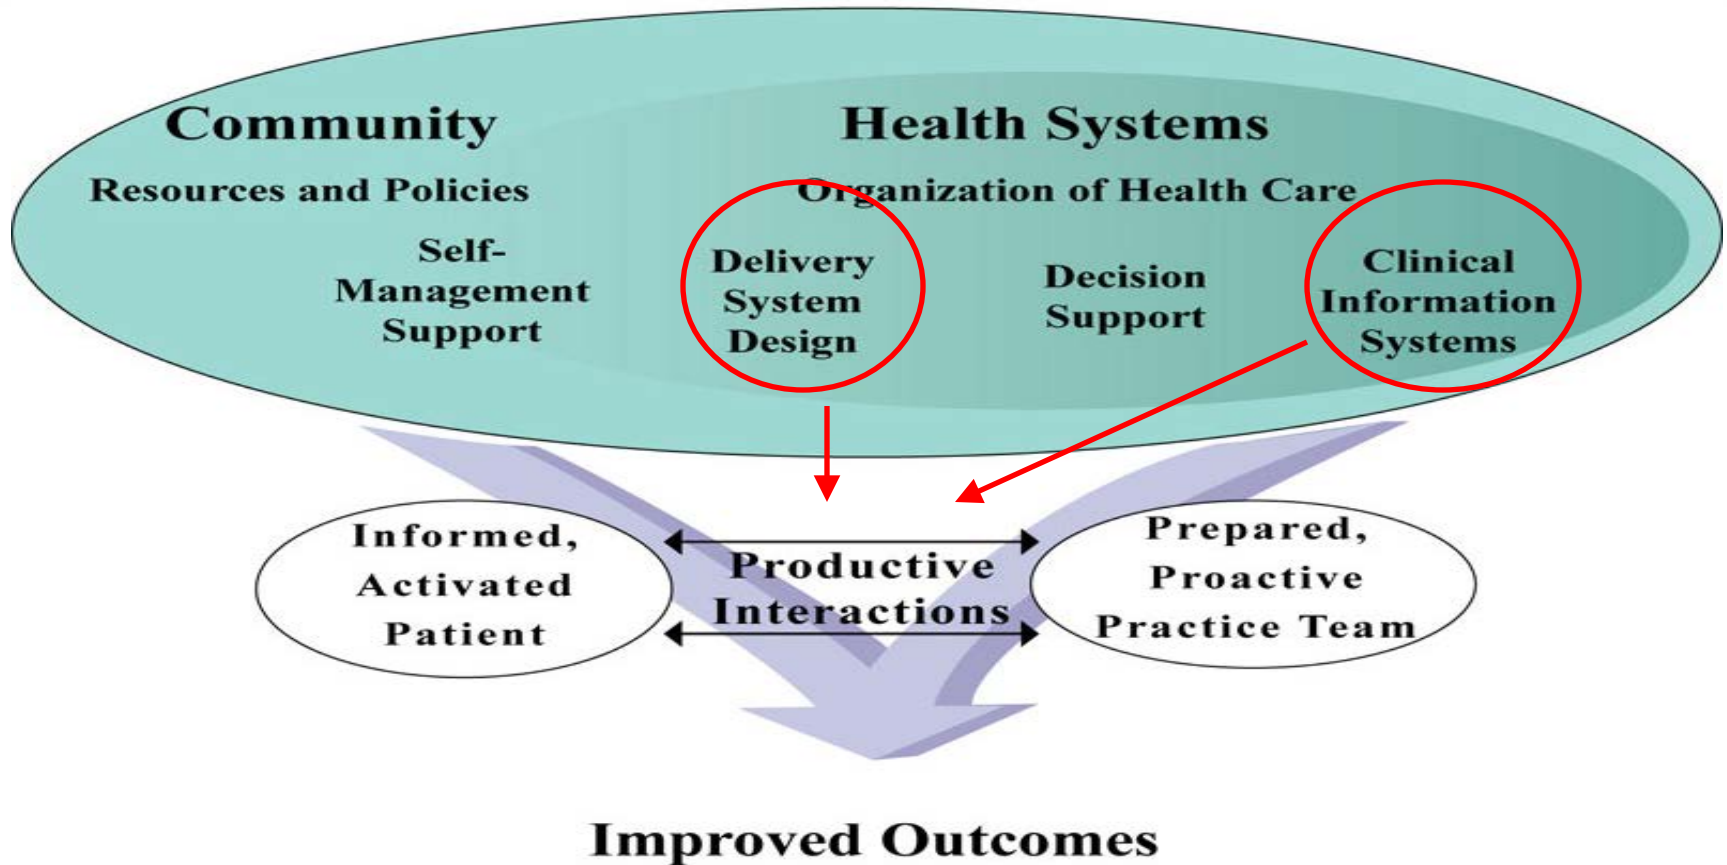 Community
Health Systems
Resources and Policies
Organization of Health Care
Self-
Management
Support
Delivery
System
Design
Decision
Support
Clinical
Information
Systems
Informed,
Activated
Patient
Productive
Interactions
Prepared,
Proactive
Practice Team
Improved Outcomes